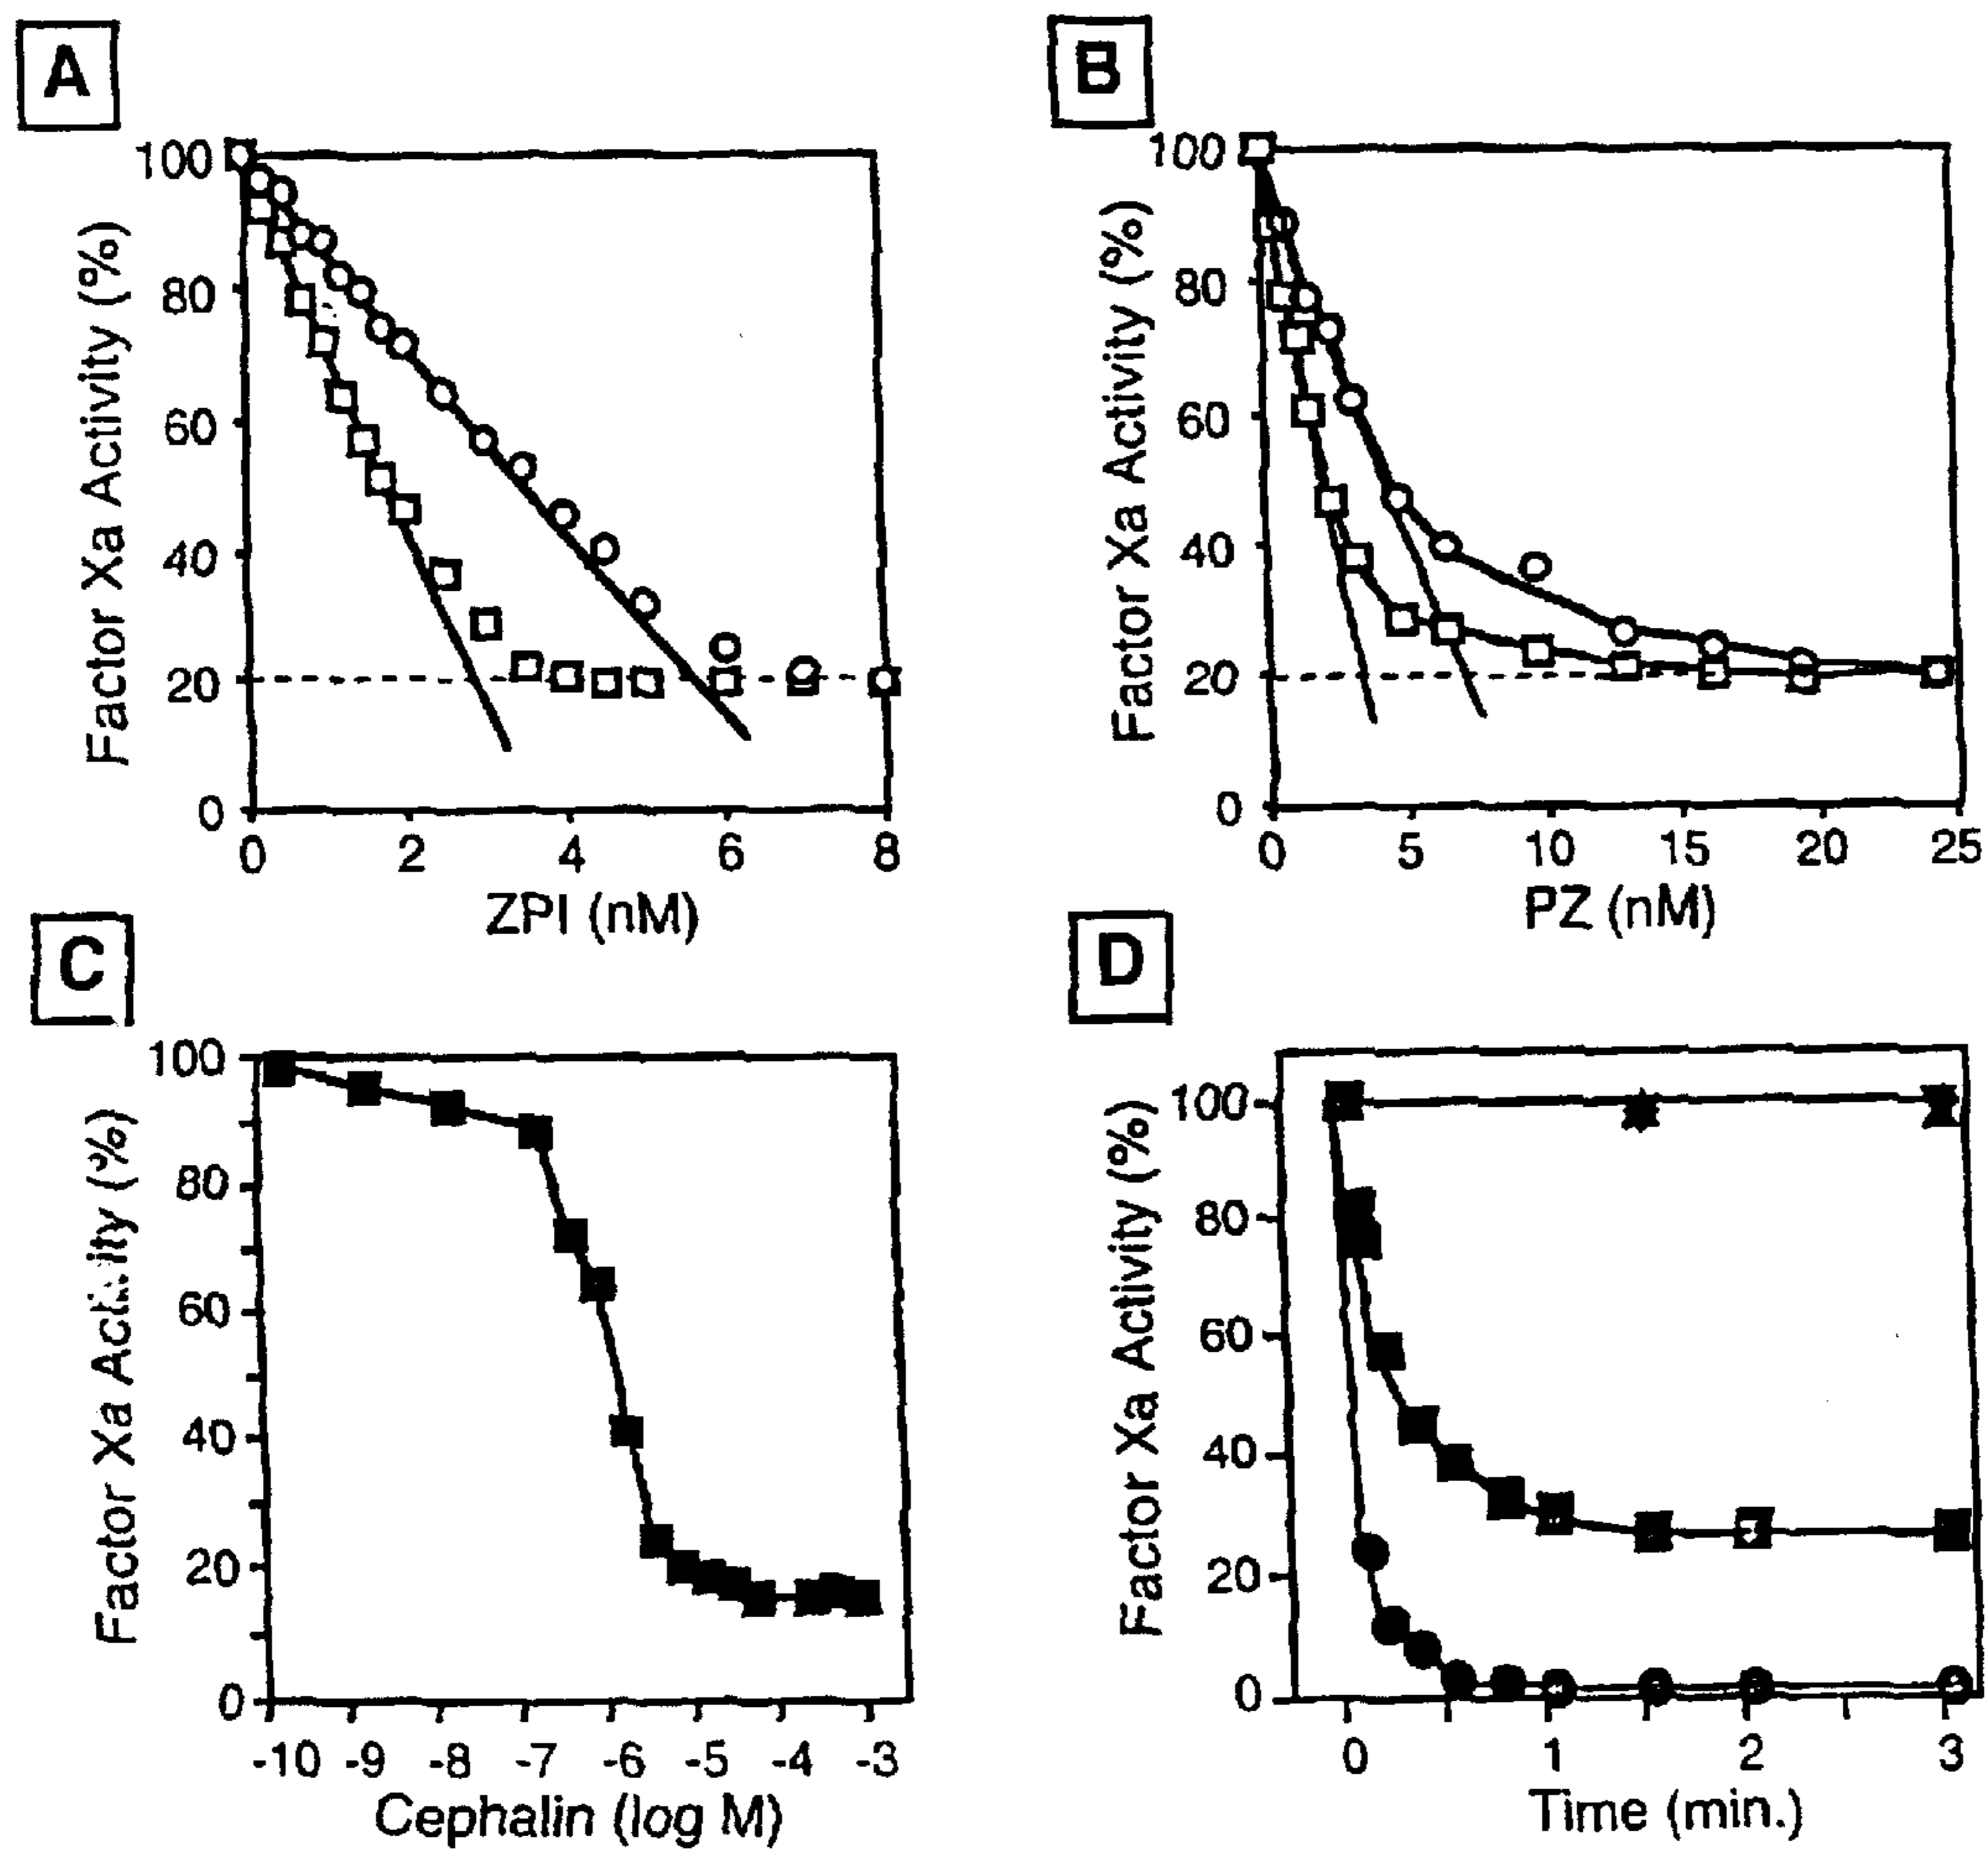 A
100
80
60
40
20
0
Factor Xa Activity (%)
0 2 4 6 8
ZPI (nM)
B
100
80
60
40
20
0
Factor Xa Activity (%)
0 5 10 15 20 25
PZ (nM)
C
100
80
60
40
20
0
Factor Xa Activity (%)
-10 -9 -8 -7 -6 -5 -4 -3
Cephalin (log M)
D
100
80
60
40
20
0
Factor Xa Activity (%)
0 1 2 3
Time (min.)